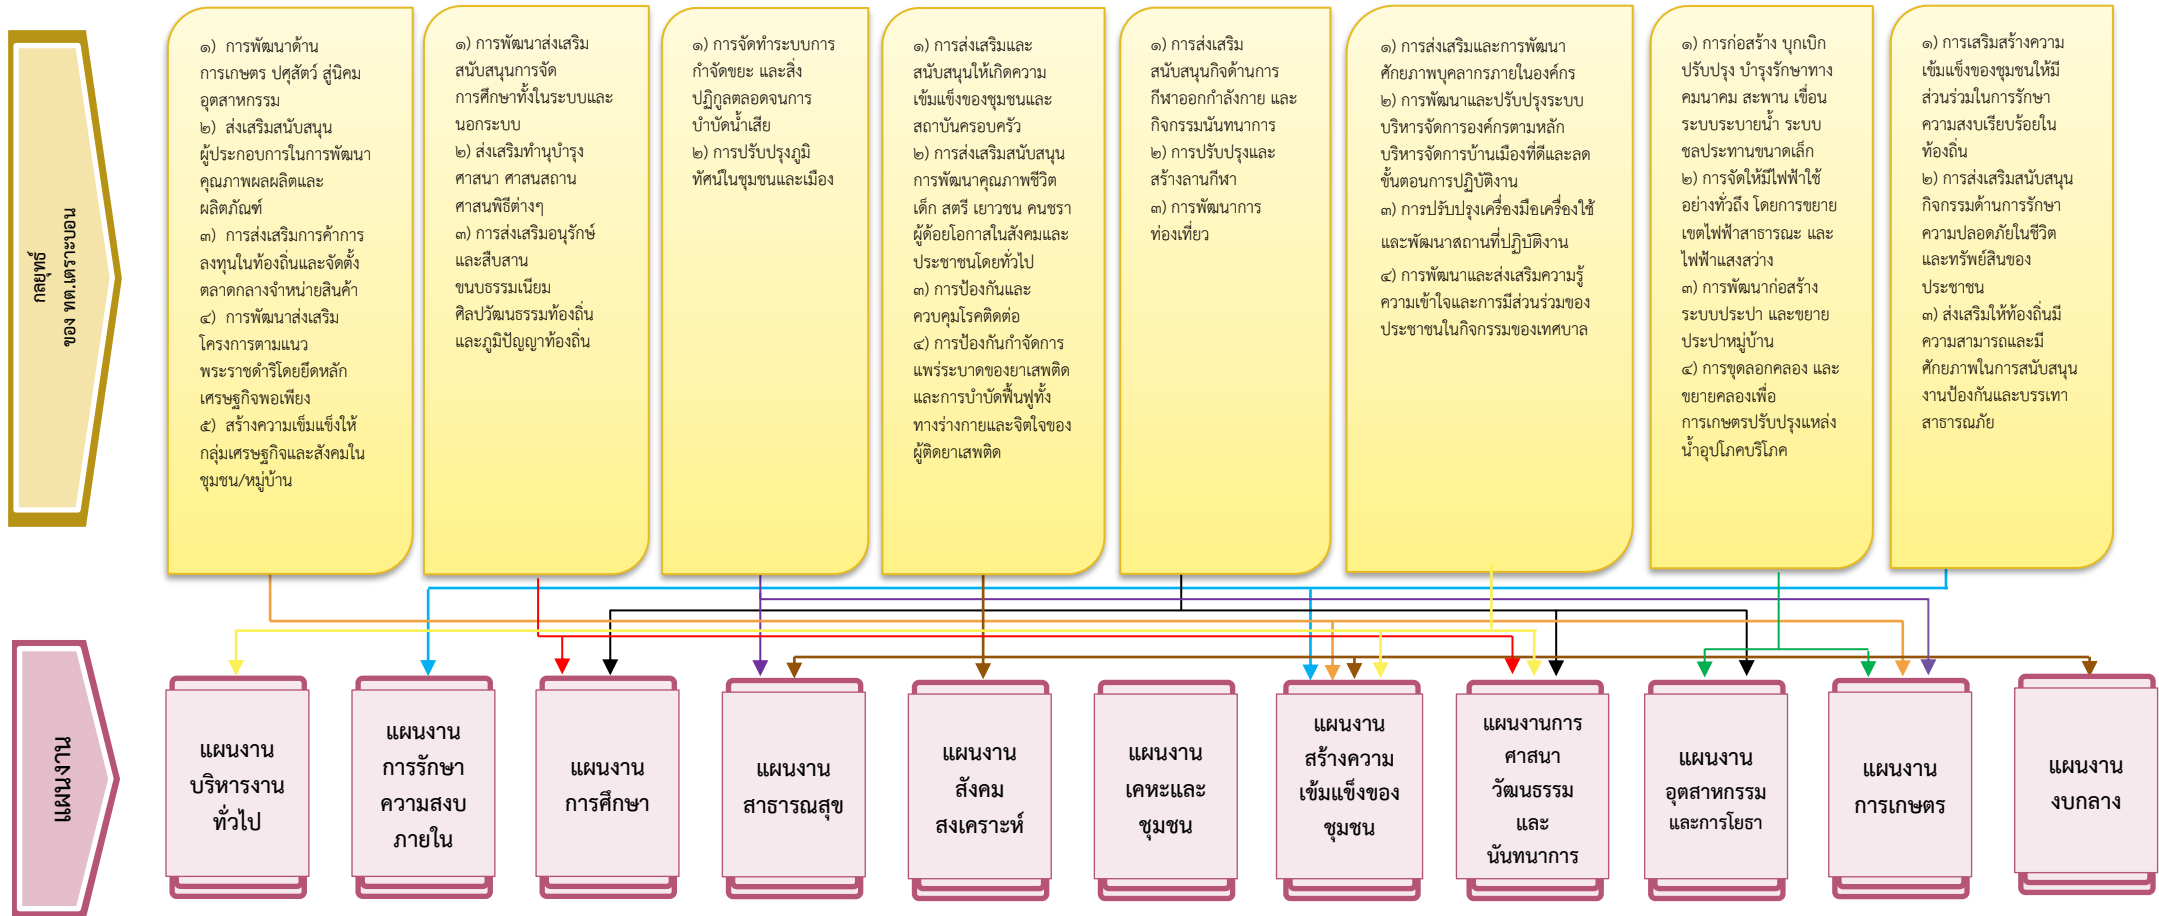 กลยุทธ์
ของ ทต.เตราะบอน
๑) การพัฒนาด้าน
การเกษตร ปศุสัตว์ สู่นิคม
อุตสาหกรรม
๒) ส่งเสริมสนับสนุน
ผู้ประกอบการในการพัฒนา
คุณภาพผลผลิตและ
ผลิตภัณฑ์
๓) การส่งเสริมการค้าการ
ลงทุนในท้องถิ่นและจัดตั้ง
ตลาดกลางจำหน่ายสินค้า
๔) การพัฒนาส่งเสริม
โครงการตามแนว
พระราชดำริโดยยึดหลัก
เศรษฐกิจพอเพียง
๕) สร้างความเข็มแข็งให้
กลุ่มเศรษฐกิจและสังคมใน
ชุมชน/หมู่บ้าน
๑) การพัฒนาส่งเสริม
สนับสนุนการจัด
การศึกษาทั้งในระบบและ
นอกระบบ
๒) ส่งเสริมทำนุบำรุง
ศาสนา ศาสนสถาน
ศาสนพิธีต่างๆ
๓) การส่งเสริมอนุรักษ์
และสืบสาน
ขนบธรรมเนียม
ศิลปวัฒนธรรมท้องถิ่น
และภูมิปัญญาท้องถิ่น
๑) การจัดทำระบบการ
กำจัดขยะ และสิ่ง
ปฏิกูลตลอดจนการ
บำบัดน้ำเสีย
๒) การปรับปรุงภูมิ
ทัศน์ในชุมชนและเมือง
๑) การส่งเสริมและ
สนับสนุนให้เกิดความ
เข้มแข็งของชุมชนและ
สถาบันครอบครัว
๒) การส่งเสริมสนับสนุน
การพัฒนาคุณภาพชีวิต
เด็ก สตรี เยาวชน คนชรา
ผู้ด้อยโอกาสในสังคมและ
ประชาชนโดยทั่วไป
๓) การป้องกันและ
ควบคุมโรคติดต่อ
๔) การป้องกันกำจัดการ
แพร่ระบาดของยาเสพติด
และการบำบัดฟื้นฟูทั้ง
ทางร่างกายและจิตใจของ
ผู้ติดยาเสพติด
๑) การส่งเสริม
สนับสนุนกิจด้านการ
กีฬาออกกำลังกาย และ
กิจกรรมนันทนาการ
๒) การปรับปรุงและ
สร้างลานกีฬา
๓) การพัฒนาการ
ท่องเที่ยว
๑) การส่งเสริมและการพัฒนา
ศักยภาพบุคลากรภายในองค์กร
๒) การพัฒนาและปรับปรุงระบบ
บริหารจัดการองค์กรตามหลัก
บริหารจัดการบ้านเมืองที่ดีและลด
ขั้นตอนการปฏิบัติงาน
๓) การปรับปรุงเครื่องมือเครื่องใช้
และพัฒนาสถานที่ปฏิบัติงาน
๔) การพัฒนาและส่งเสริมความรู้
ความเข้าใจและการมีส่วนร่วมของ
ประชาชนในกิจกรรมของเทศบาล
๑) การก่อสร้าง บุกเบิก
ปรับปรุง บำรุงรักษาทาง
คมนาคม สะพาน เขื่อน
ระบบระบายน้ำ ระบบ
ชลประทานขนาดเล็ก
๒) การจัดให้มีไฟฟ้าใช้
อย่างทั่วถึง โดยการขยาย
เขตไฟฟ้าสาธารณะ และ
ไฟฟ้าแสงสว่าง
๓) การพัฒนาก่อสร้าง
ระบบประปา และขยาย
ประปาหมู่บ้าน
๔) การขุดลอกคลอง และ
ขยายคลองเพื่อ
การเกษตรปรับปรุงแหล่ง
น้ำอุปโภคบริโภค
๑) การเสริมสร้างความ
เข้มแข็งของชุมชนให้มี
ส่วนร่วมในการรักษา
ความสงบเรียบร้อยใน
ท้องถิ่น
๒) การส่งเสริมสนับสนุน
กิจกรรมด้านการรักษา
ความปลอดภัยในชีวิต
และทรัพย์สินของ
ประชาชน
๓) ส่งเสริมให้ท้องถิ่นมี
ความสามารถและมี
ศักยภาพในการสนับสนุน
งานป้องกันและบรรเทา
สาธารณภัย
แผนงาน
แผนงาน
บริหารงาน
ทั่วไป
แผนงาน
การรักษา
ความสงบ
ภายใน
แผนงาน
การศึกษา
แผนงาน
สาธารณสุข
แผนงาน
สังคม
สงเคราะห์
แผนงาน
เคหะและ
ชุมชน
แผนงาน
สร้างความ
เข้มแข็งของ
ชุมชน
แผนงานการ
ศาสนา
วัฒนธรรม
และ
นันทนาการ
แผนงาน
อุตสาหกรรม
และการโยธา
แผนงาน
การเกษตร
แผนงาน
งบกลาง